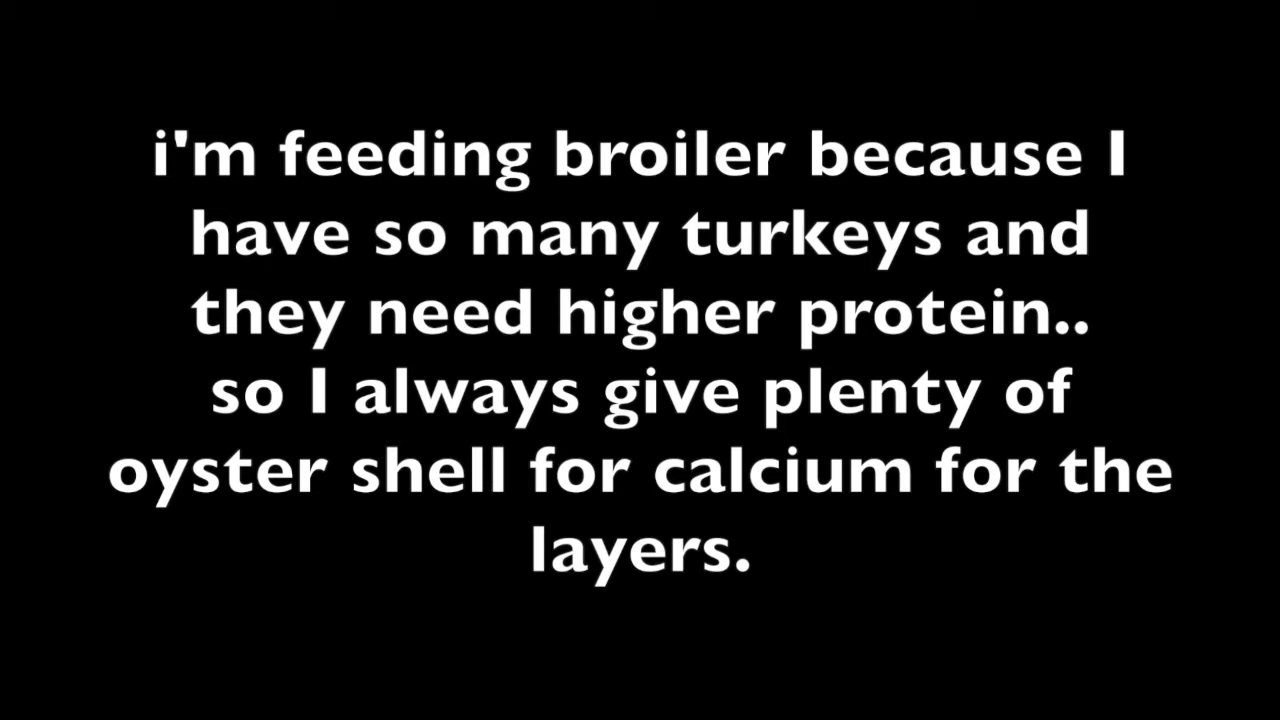 i'm feeding broiler because I
have so many turkeys and
they need higher protein..
so I always give plenty of
oyster shell for calcium for the
layers.